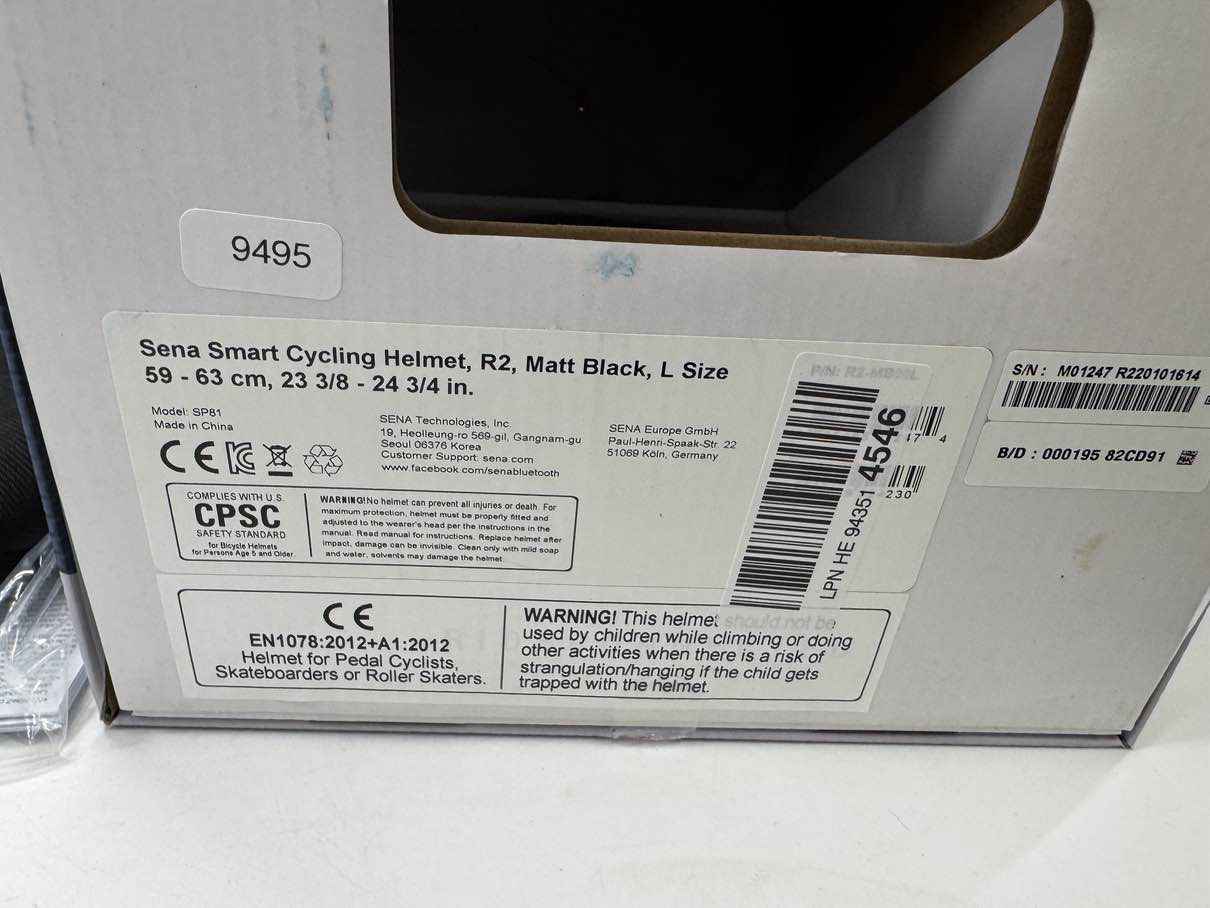 9495
Sena Smart Cycling Helmet, R2, Matt Black, L Size
59 - 63 cm, 23 3/8 - 24 3/4 in.
Model: SP81
Made in China
SENA Technologies, Inc.
19, Heolleung-ro 569-gil, Gangnam-gu
Seoul 06376 Korea
Customer Support: sena.com
www.facebook.com/senabluetooth
SENA Europe GmbH
Paul-Henri-Spaak-Str. 22
51069 Köln, Germany
CE
COMPLIES WITH U.S.
CPSC
SAFETY STANDARD
for Bicycle Helmets
for Persons Age 5 and Older
WARNING! No helmet can prevent all injuries or death. For
maximum protection, helmet must be properly fitted and
adjusted to the wearer's head per the instructions in the
manual. Read manual for instructions. Replace helmet after
impact, damage can be invisible. Clean only with mild soap
and water, solvents may damage the helmet.
P/N:
LPN HE 94351 4546
17 4
230
S/N : M01247 R220101614
B/D : 000195 82CD91
CE
EN1078:2012+A1:2012
Helmet for Pedal Cyclists,
Skateboarders or Roller Skaters.
WARNING! This helmet should not be
used by children while climbing or doing
other activities when there is a risk of
strangulation/hanging if the child gets
trapped with the helmet.